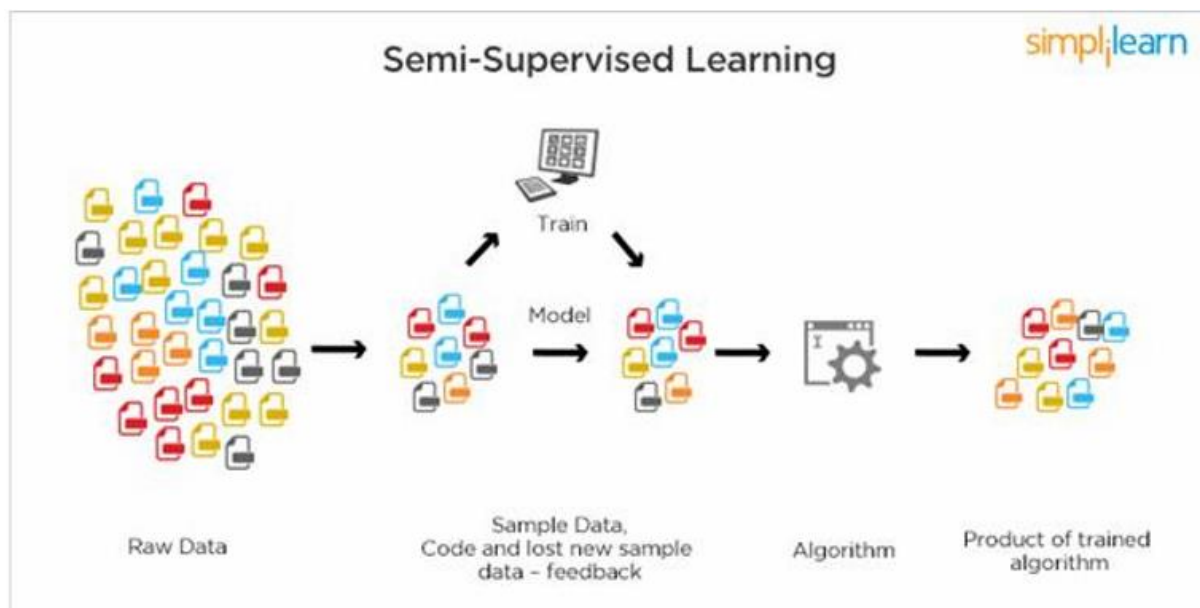 simplilearn
Semi-Supervised Learning
Train
Model
Raw Data
Sample Data,
Code and lost new sample
data – feedback
Algorithm
Product of trained
algorithm